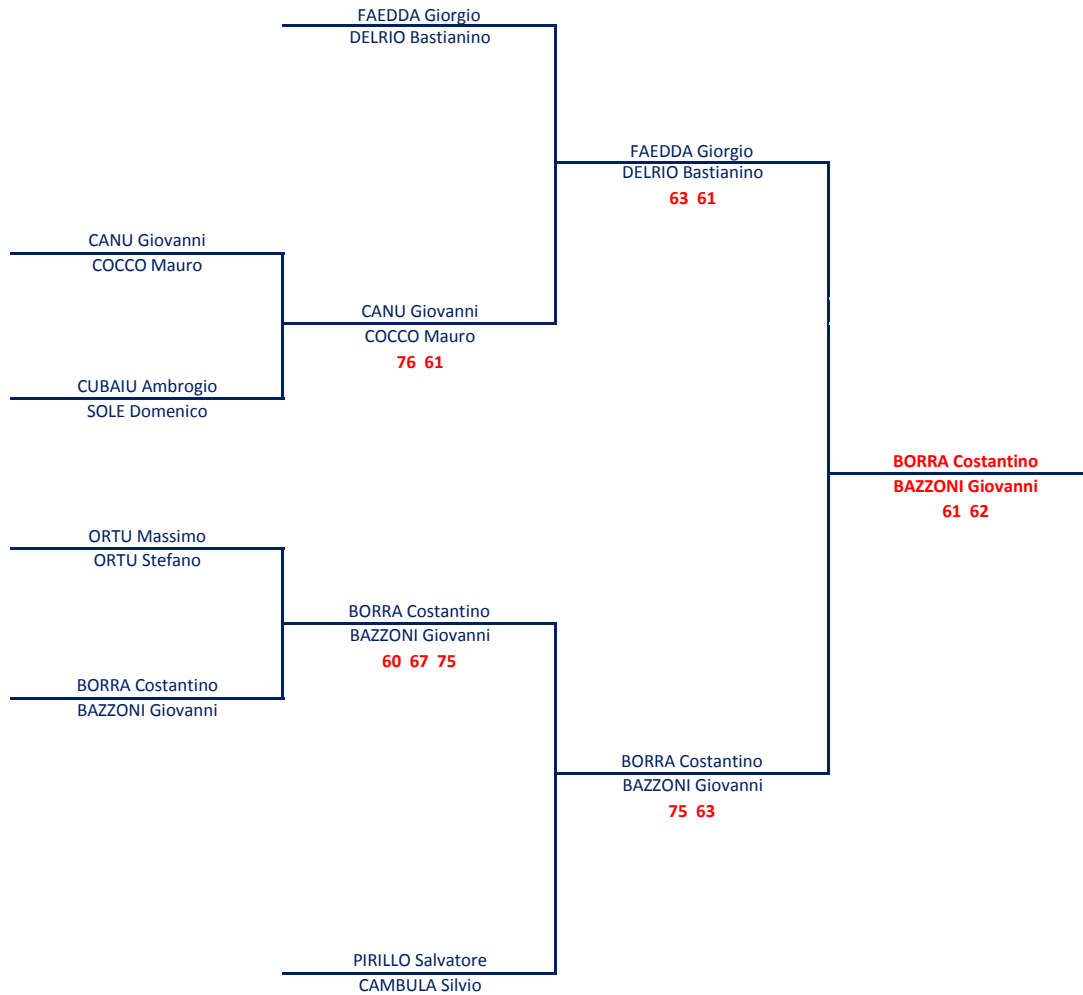 FAEDDA Giorgio
DELRIO Bastianino
FAEDDA Giorgio
DELRIO Bastianino
63 61
CANU Giovanni
COCCO Mauro
CANU Giovanni
COCCO Mauro
76 61
CUBAIU Ambrogio
SOLE Domenico
BORRA Costantino
BAZZONI Giovanni
61 62
ORTU Massimo
ORTU Stefano
BORRA Costantino
BAZZONI Giovanni
60 67 75
BORRA Costantino
BAZZONI Giovanni
BORRA Costantino
BAZZONI Giovanni
75 63
PIRILLO Salvatore
CAMBULA Silvio